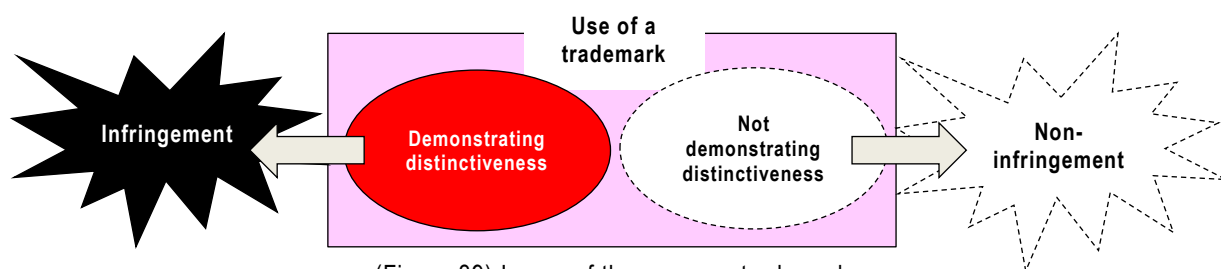 Use of a
trademark
Infringement
Demonstrating
distinctiveness
Not
demonstrating
distinctiveness
Non-
infringement